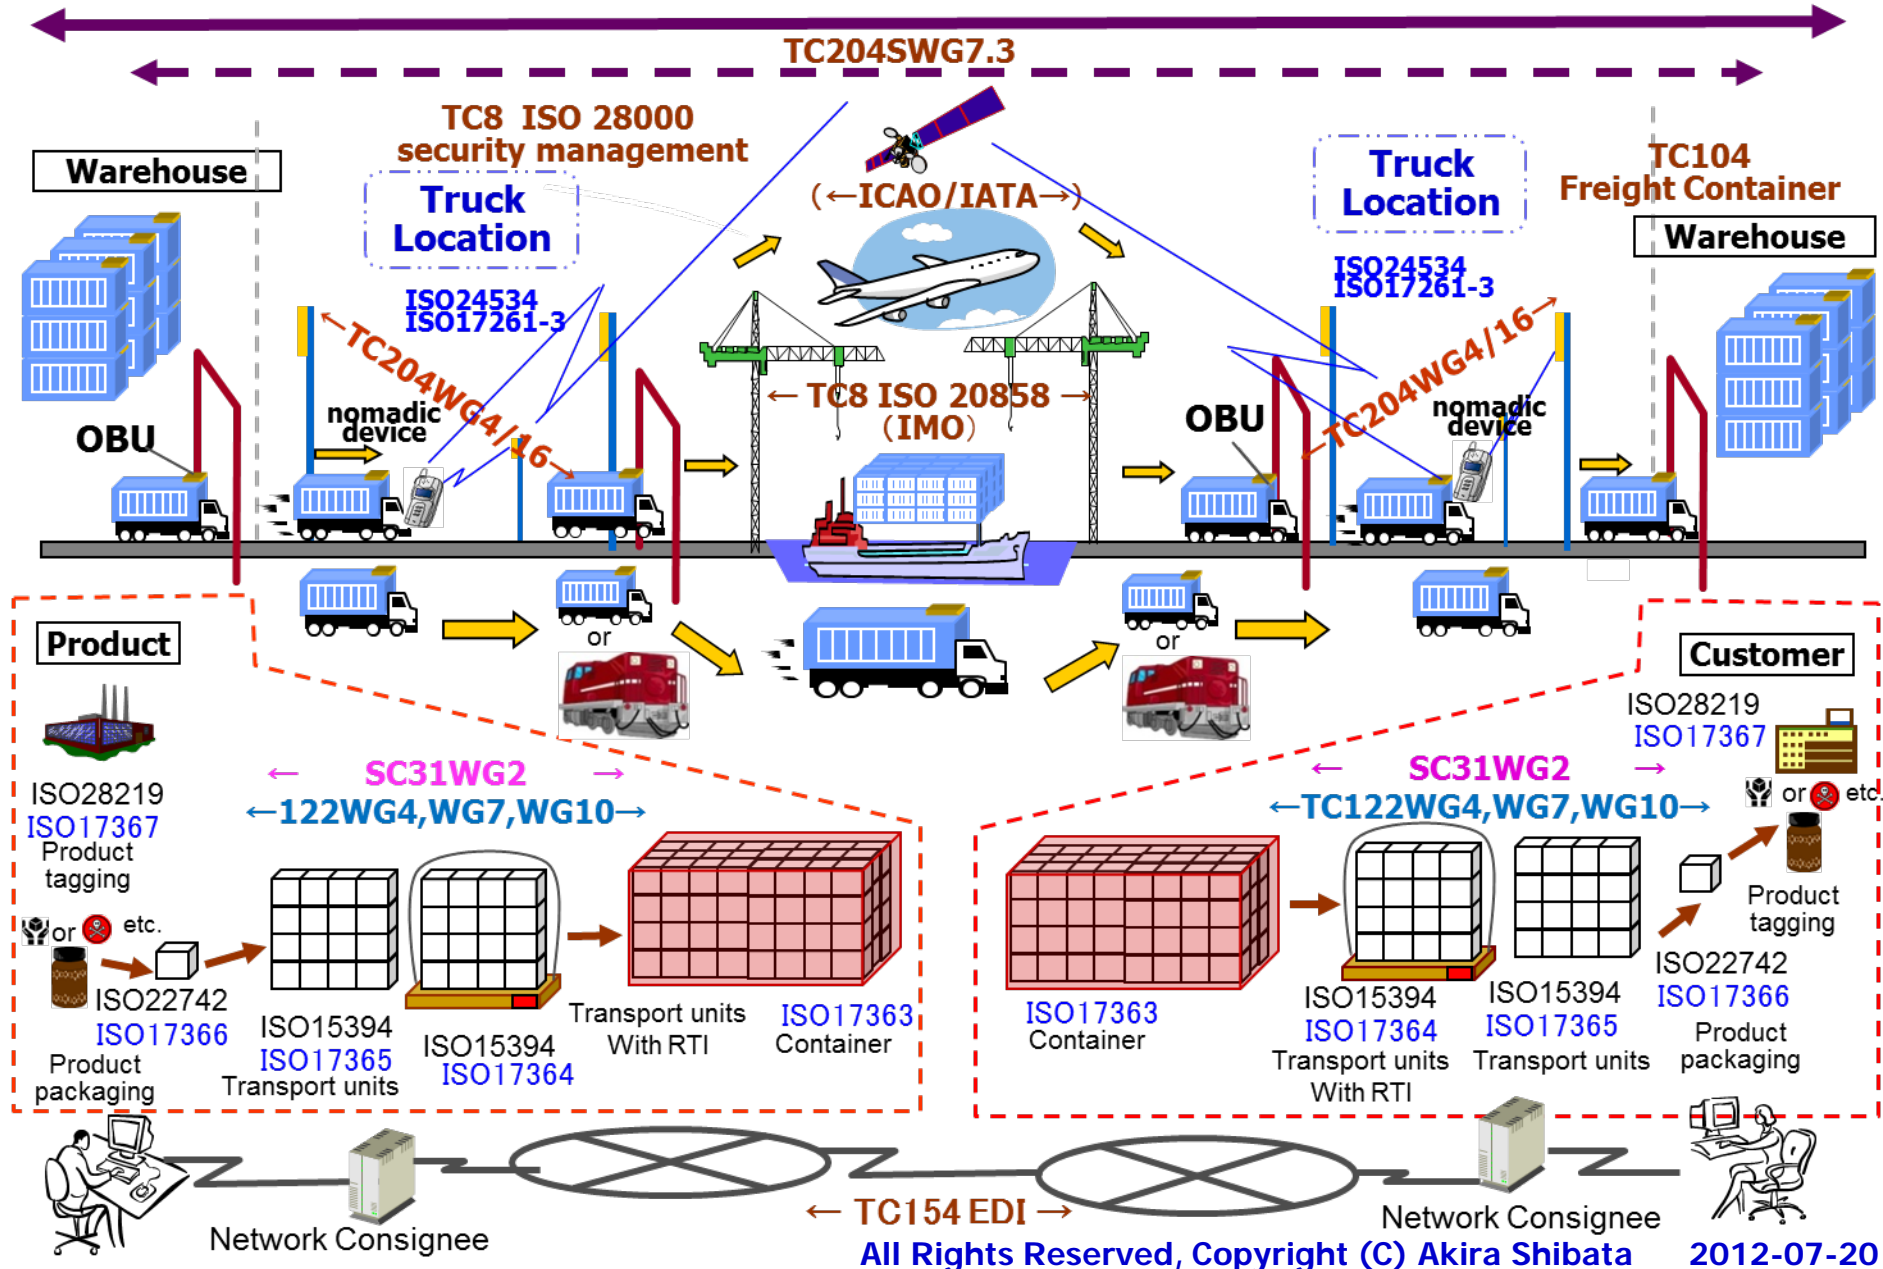 TC204SWG7.3
TC8 ISO 28000
security management
Warehouse
Truck
Location
ISO24534
ISO17261-3
(←ICAO/IATA→)
Truck
Location
ISO24534
ISO17261-3
TC104
Freight Container
Warehouse
←TC204WG4/16→
nomadic
device
OBU
← TC8 ISO 20858 →
(IMO)
OBU
←TC204WG4/16→
nomadic
device
or
or
Product
Customer
ISO28219
ISO17367
Product
tagging
or
etc.
ISO22742
ISO17366
Product
packaging
← SC31WG2 →
←122WG4,WG7,WG10→
ISO15394
ISO17365
Transport units
ISO15394
ISO17364
Transport units
With RTI
ISO17363
Container
← SC31WG2 →
←TC122WG4,WG7,WG10→
ISO17363
Container
ISO15394
ISO17364
Transport units
With RTI
ISO15394
ISO17365
Transport units
ISO22742
ISO17366
Product
packaging
ISO28219
ISO17367
or
etc.
Product
tagging
Network Consignee
← TC154 EDI →
Network Consignee
All Rights Reserved, Copyright (C) Akira Shibata 2012-07-20